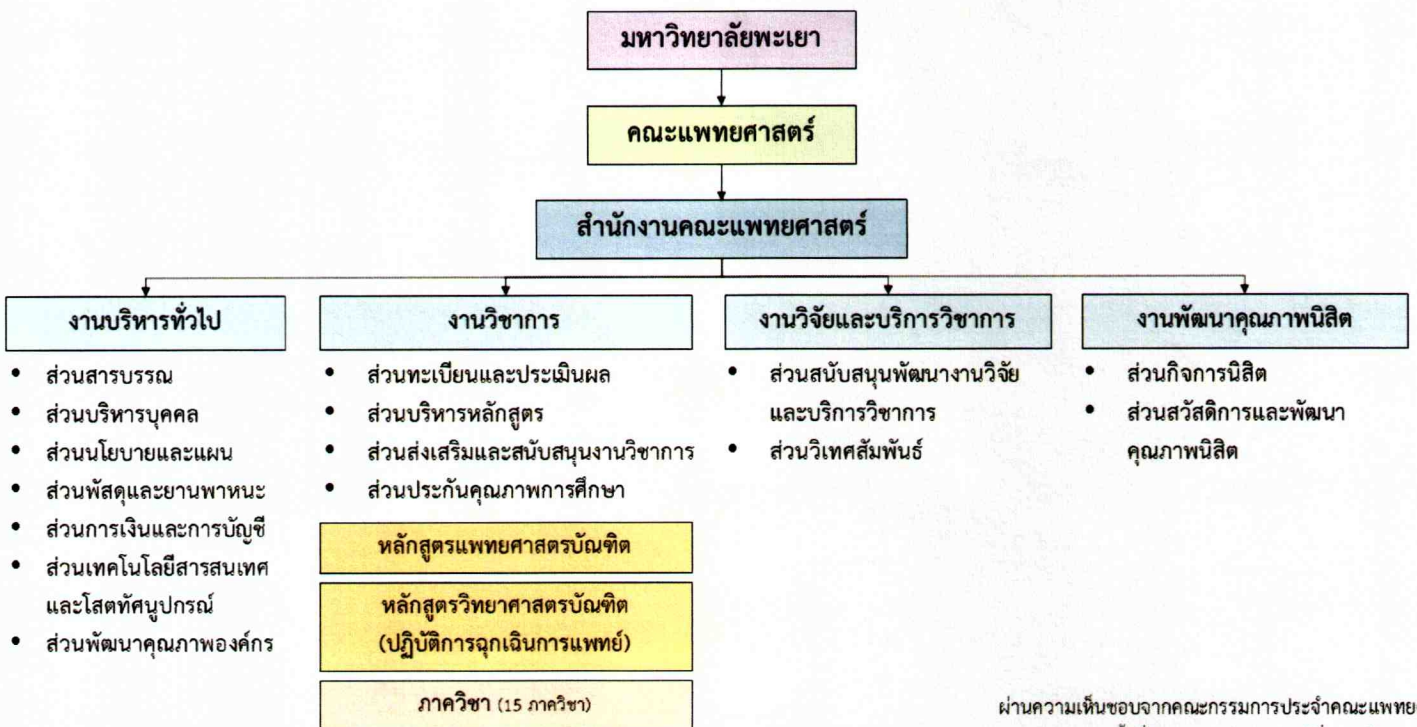 มหาวิทยาลัยพะเยา
คณะแพทยศาสตร์
สำนักงานคณะแพทยศาสตร์
งานบริหารทั่วไป
• ส่วนสารบรรณ
• ส่วนบริหารบุคคล
• ส่วนนโยบายและแผน
• ส่วนพัสดุและยานพาหนะ
• ส่วนการเงินและการบัญชี
• ส่วนเทคโนโลยีสารสนเทศ
และโสตทัศนูปกรณ์
• ส่วนพัฒนาคุณภาพองค์กร
งานวิชาการ
• ส่วนทะเบียนและประเมินผล
• ส่วนบริหารหลักสูตร
• ส่วนส่งเสริมและสนับสนุนงานวิชาการ
• ส่วนประกันคุณภาพการศึกษา
หลักสูตรแพทยศาสตรบัณฑิต
หลักสูตรวิทยาศาสตรบัณฑิต
(ปฏิบัติการฉุกเฉินการแพทย์)
ภาควิชา (15 ภาควิชา)
งานวิจัยและบริการวิชาการ
• ส่วนสนับสนุนพัฒนางานวิจัย
และบริการวิชาการ
• ส่วนวิเทศสัมพันธ์
งานพัฒนาคุณภาพนิสิต
• ส่วนกิจการนิสิต
• ส่วนสวัสดิการและพัฒนา
คุณภาพนิสิต
ผ่านความเห็นชอบจากคณะกรรมการประจำคณะแพทย